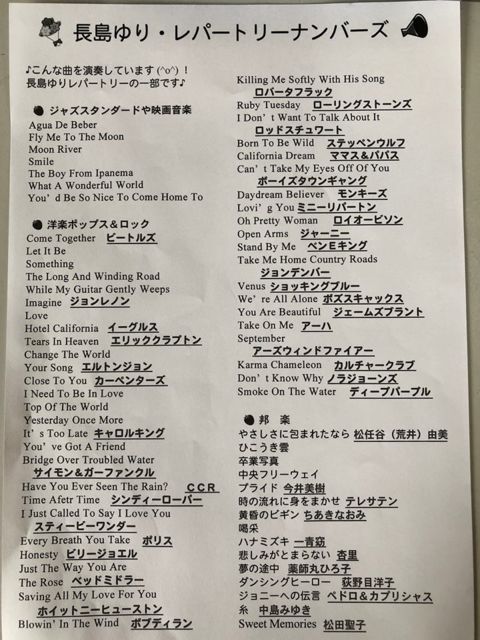 長島ゆり・レパートリーナンバーズ
♪こんな曲を演奏しています(^o^)！
長島ゆりレパートリーの一部です♪
ジャズスタンダードや映画音楽
Agua De Beber
Fly Me To The Moon
Moon River
Smile
The Boy From Ipanema
What A Wonderful World
You'd Be So Nice To Come Home To
洋楽ポップス＆ロック
Come Together ビートルズ
Let It Be
Something
The Long And Winding Road
While My Guitar Gently Weeps
Imagine ジョンレノン
Love
Hotel California イーグルス
Tears In Heaven エリッククラプトン
Change The World
Your Song エルトンジョン
Close To You カーペンターズ
I Need To Be In Love
Top Of The World
Yesterday Once More
It's Too Late キャロルキング
You've Got A Friend
Bridge Over Troubled Water
サイモン＆ガーファンクル
Have You Ever Seen The Rain? ＣＣＲ
Time Afetr Time シンディーローパー
I Just Called To Say I Love You
スティービーワンダー
Every Breath You Take ポリス
Honesty ビリージョエル
Just The Way You Are
The Rose ベッドミドラー
Saving All My Love For You
ホイットニーヒューストン
Blowin' In The Wind ボブディラン
Killing Me Softly With His Song
ロバータフラック
Ruby Tuesday ローリングストーンズ
I Don't Want To Talk About It
ロッドスチュワート
Born To Be Wild ステッペンウルフ
California Dream ママス＆パパス
Can't Take My Eyes Off Of You
ボーイズタウンギャング
Daydream Believer モンキーズ
Lovi'g You ミニーリパートン
Oh Pretty Woman ロイオービソン
Open Arms ジャーニー
Stand By Me ベンＥキング
Take Me Home Country Roads
ジョンデンバー
Venus ショッキングブルー
We're All Alone ボズスキャックス
You Are Beautiful ジェームズブラント
Take On Me アーハ
September
アーズウィンドファイアー
Karma Chameleon カルチャークラブ
Don't Know Why ノラジョーンズ
Smoke On The Water ディープパープル
邦 楽
やさしさに包まれたなら 松任谷（荒井）由美
ひこうき雲
卒業写真
中央フリーウェイ
プライド 今井美樹
時の流れに身をまかせ テレサテン
黄昏のビギン ちあきなおみ
喝采
ハナミズキ 一青窈
悲しみがとまらない 杏里
夢の途中 薬師丸ひろ子
ダンシングヒーロー 荻野目洋子
ジョニーへの伝言 ペドロ＆カプリシャス
糸 中島みゆき
Sweet Memories 松田聖子